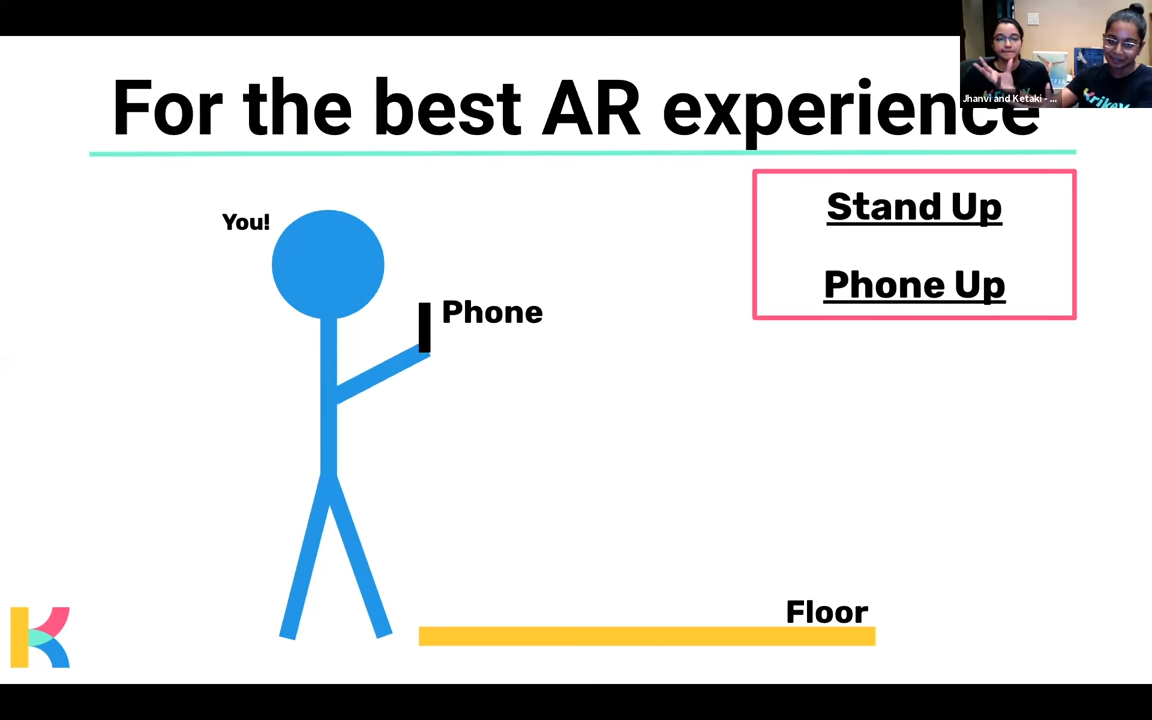 For the best AR experience
Jhanvi and Ketaki - ...
Stand Up
You!
Phone Up
Phone
Floor